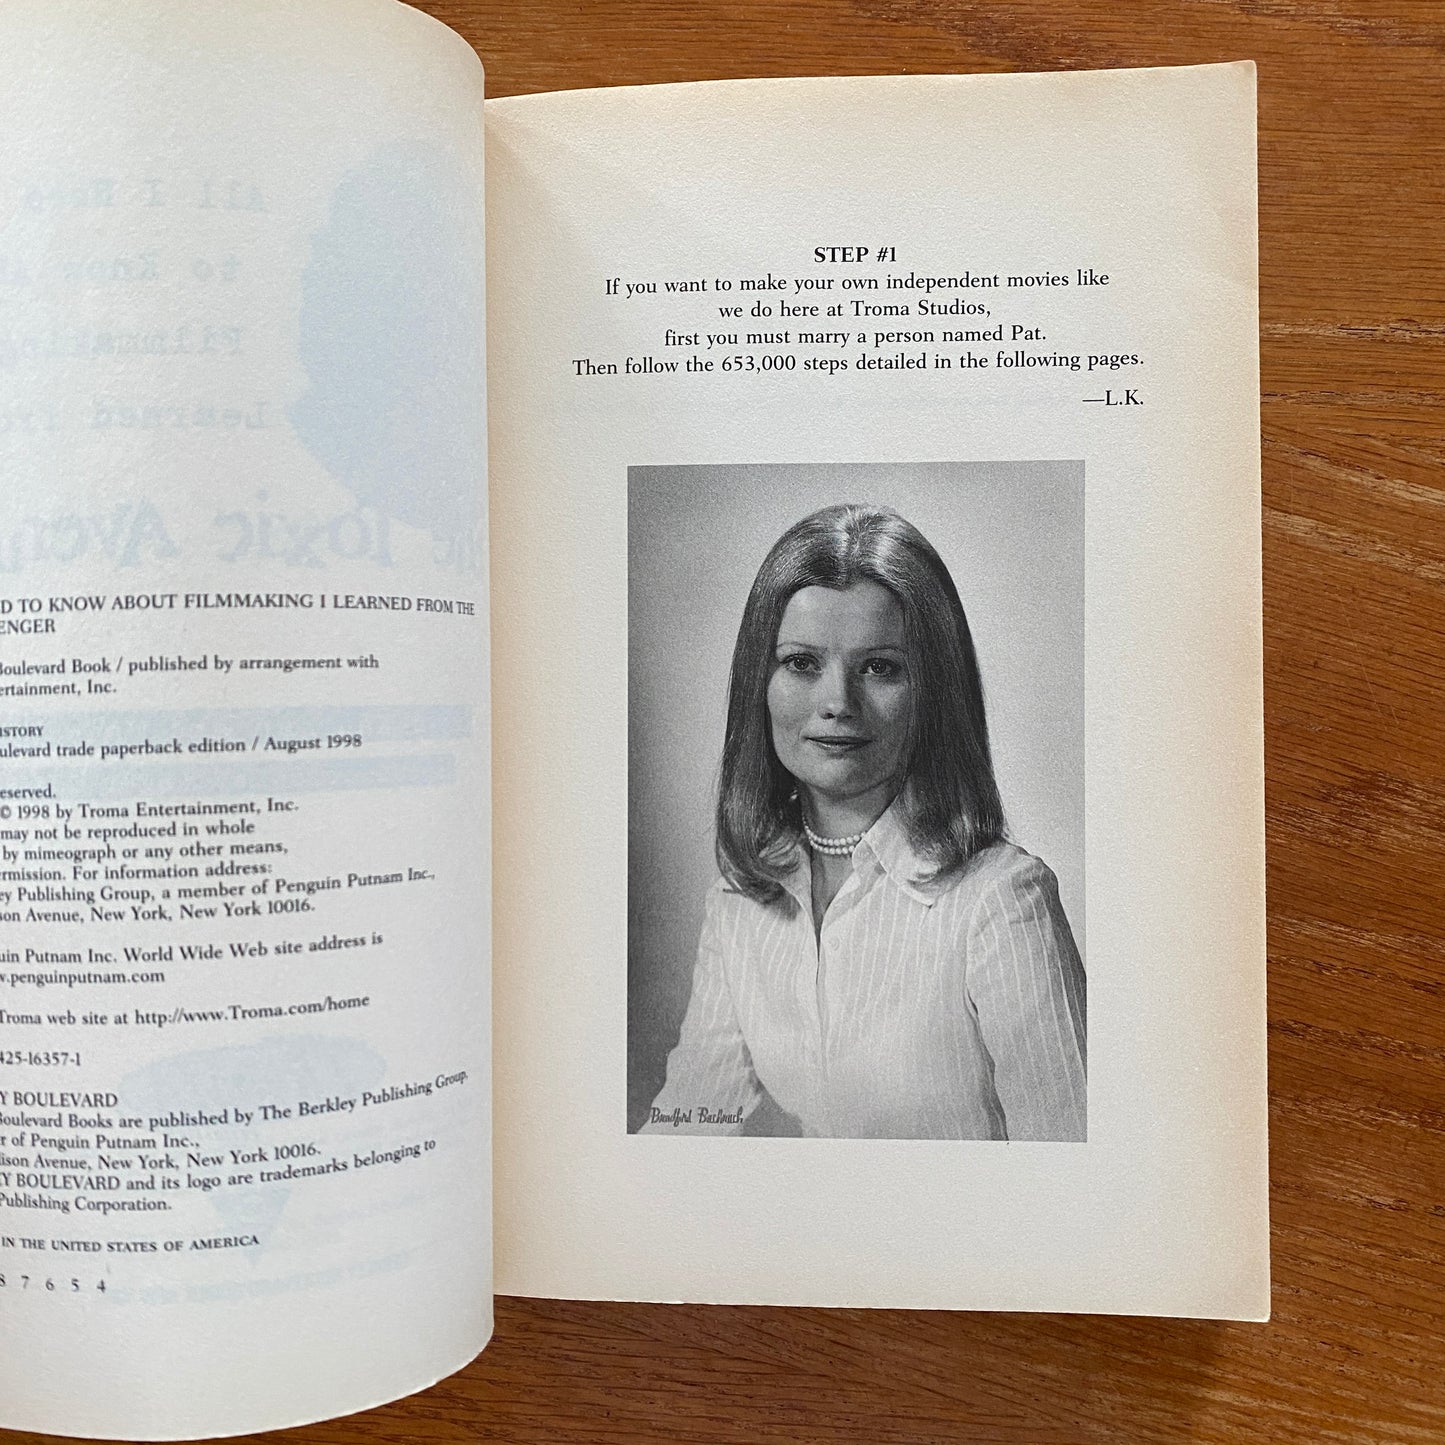 D TO KNOW ABOUT FILMMAKING I LEARNED FROM THE
ENGER
Boulevard Book / published by arrangement with
ertainment, Inc.
ISTORY
ulevard trade paperback edition / August 1998
eserved.
© 1998 by Troma Entertainment, Inc.
may not be reproduced in whole
by mimeograph or any other means,
ermission. For information address:
ey Publishing Group, a member of Penguin Putnam Inc.,
son Avenue, New York, New York 10016.
uin Putnam Inc. World Wide Web site address is
w.penguinputnam.com
Troma web site at http://www.Troma.com/home
425-16357-1
Y BOULEVARD
Boulevard Books are published by The Berkley Publishing Group,
r of Penguin Putnam Inc.,
ison Avenue, New York, New York 10016.
EY BOULEVARD and its logo are trademarks belonging to
Publishing Corporation.
IN THE UNITED STATES OF AMERICA
8 7 6 5 4
STEP #1
If you want to make your own independent movies like
we do here at Troma Studios,
first you must marry a person named Pat.
Then follow the 653,000 steps detailed in the following pages.
—L.K.
Bradford Bachrach